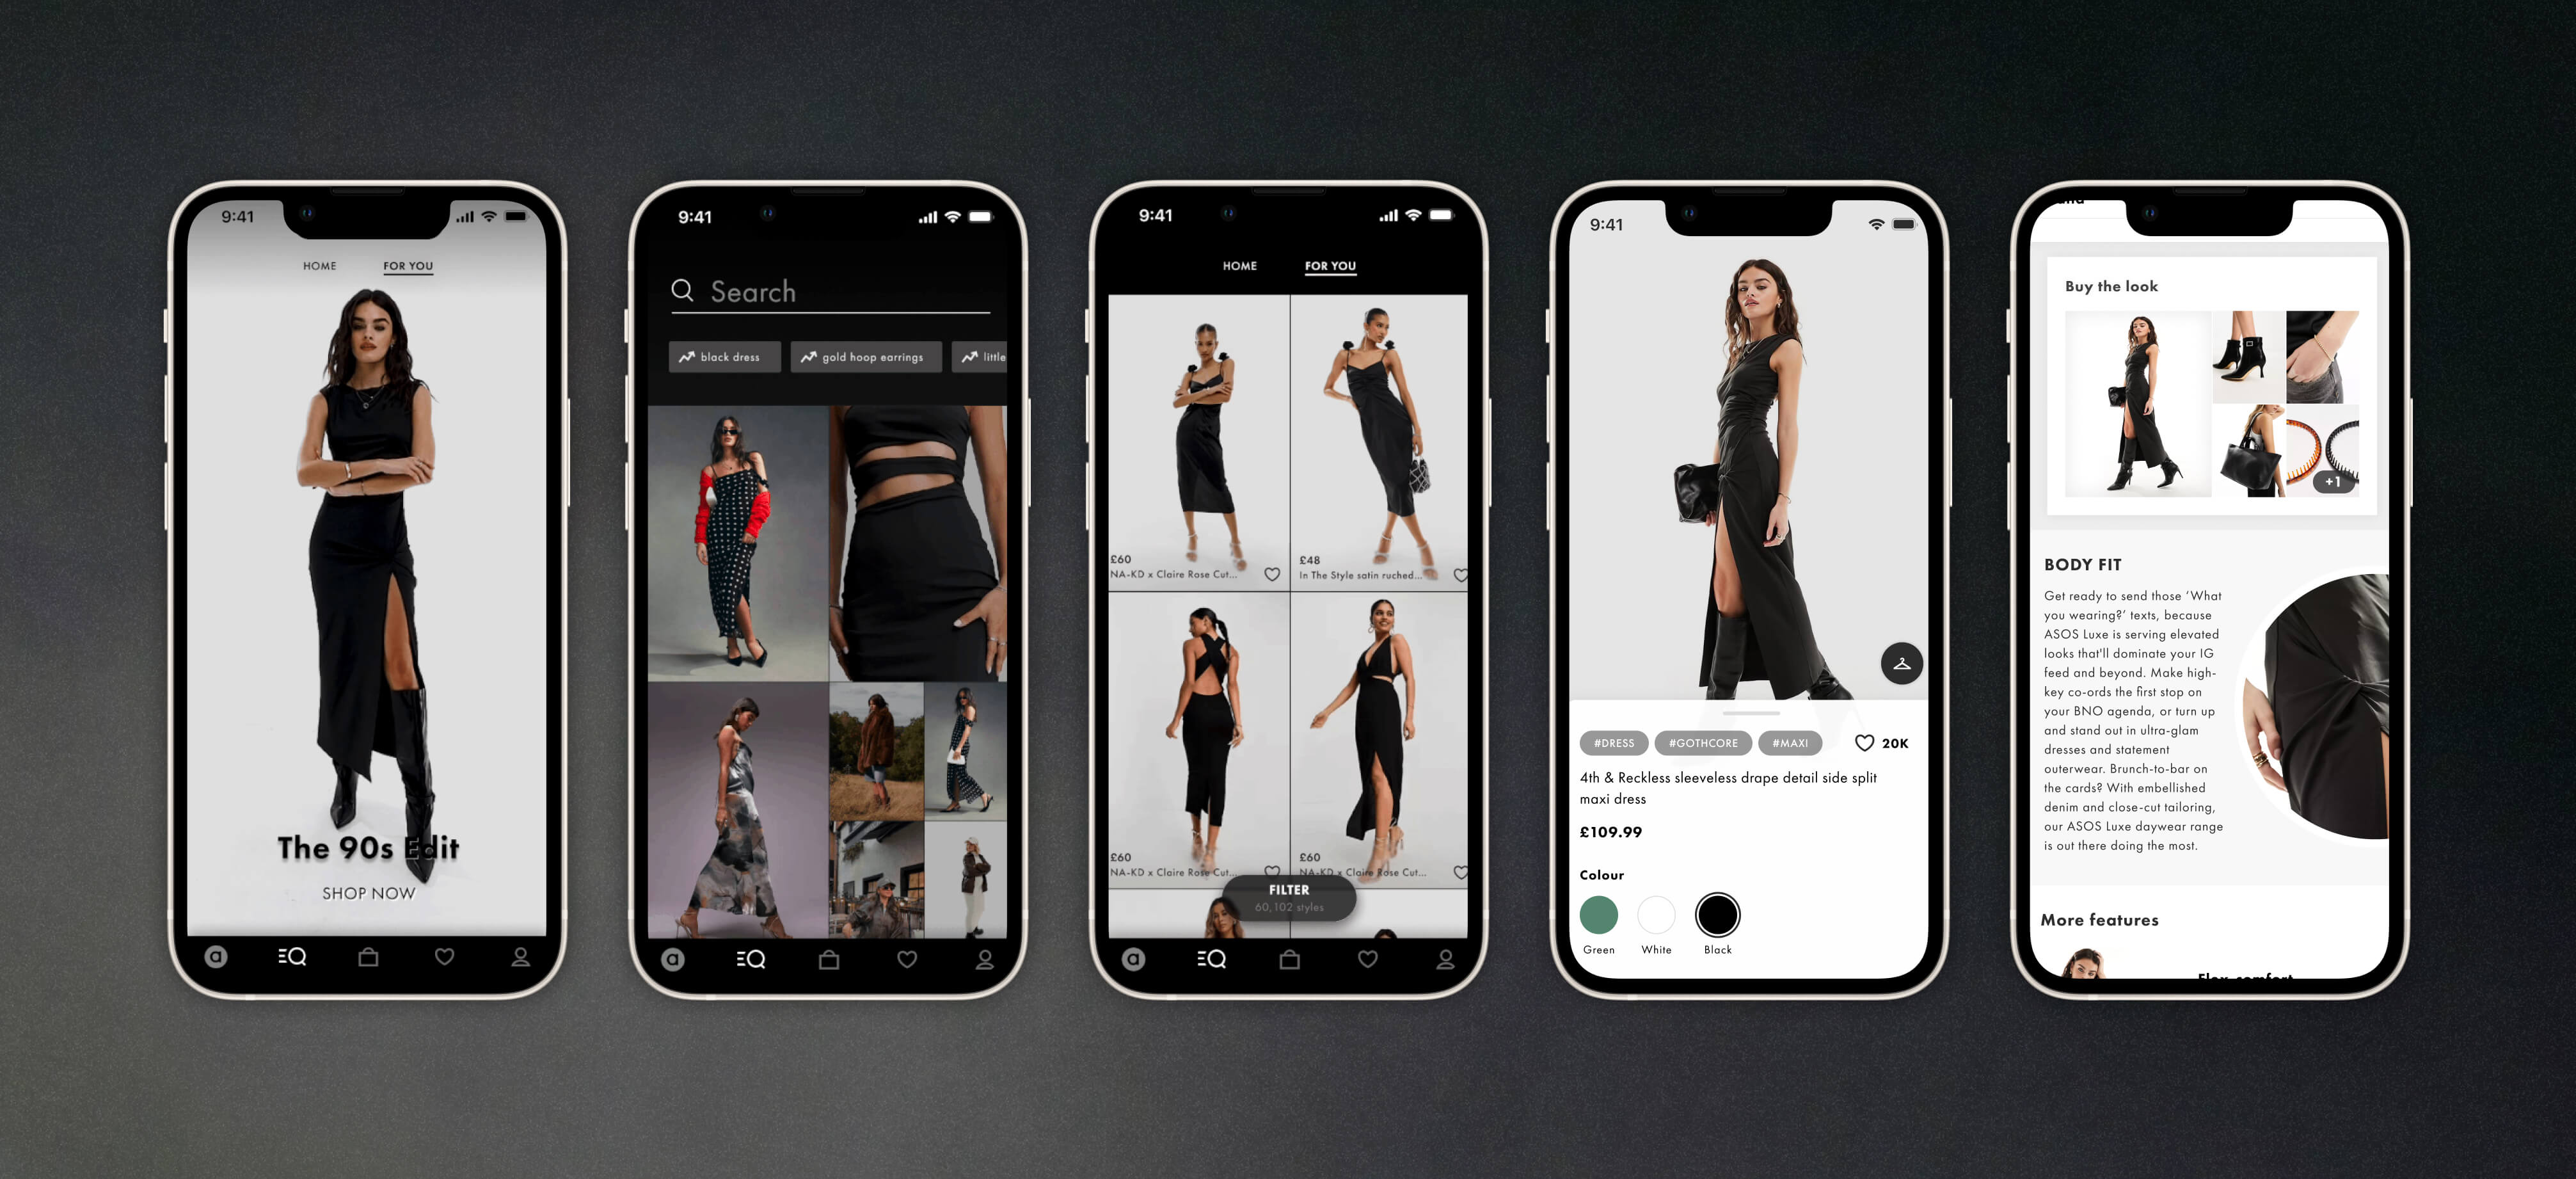 9:41
HOME FOR YOU
The 90s Edit
SHOP NOW
a
9:41
Search
black dress
gold hoop earrings
little
a
9:41
HOME FOR YOU
£60
NA-KD x Claire Rose Cut...
£48
In The Style satin ruched...
£60
NA-KD x Claire Rose Cut...
£60
NA-KD x Claire Rose Cut...
FILTER
60,102 styles
a
9:41
#DRESS #GOTHCORE #MAXI 20K
4th & Reckless sleeveless drape detail side split
maxi dress
£109.99
Colour
Green White Black
Buy the look
+1
BODY FIT
Get ready to send those ‘What
you wearing?’ texts, because
ASOS Luxe is serving elevated
looks that'll dominate your IG
feed and beyond. Make high-
key co-ords the first stop on
your BNO agenda, or turn up
and stand out in ultra-glam
dresses and statement
outerwear. Brunch-to-bar on
the cards? With embellished
denim and close-cut tailoring,
our ASOS Luxe daywear range
is out there doing the most.
More features
Flex-comfort